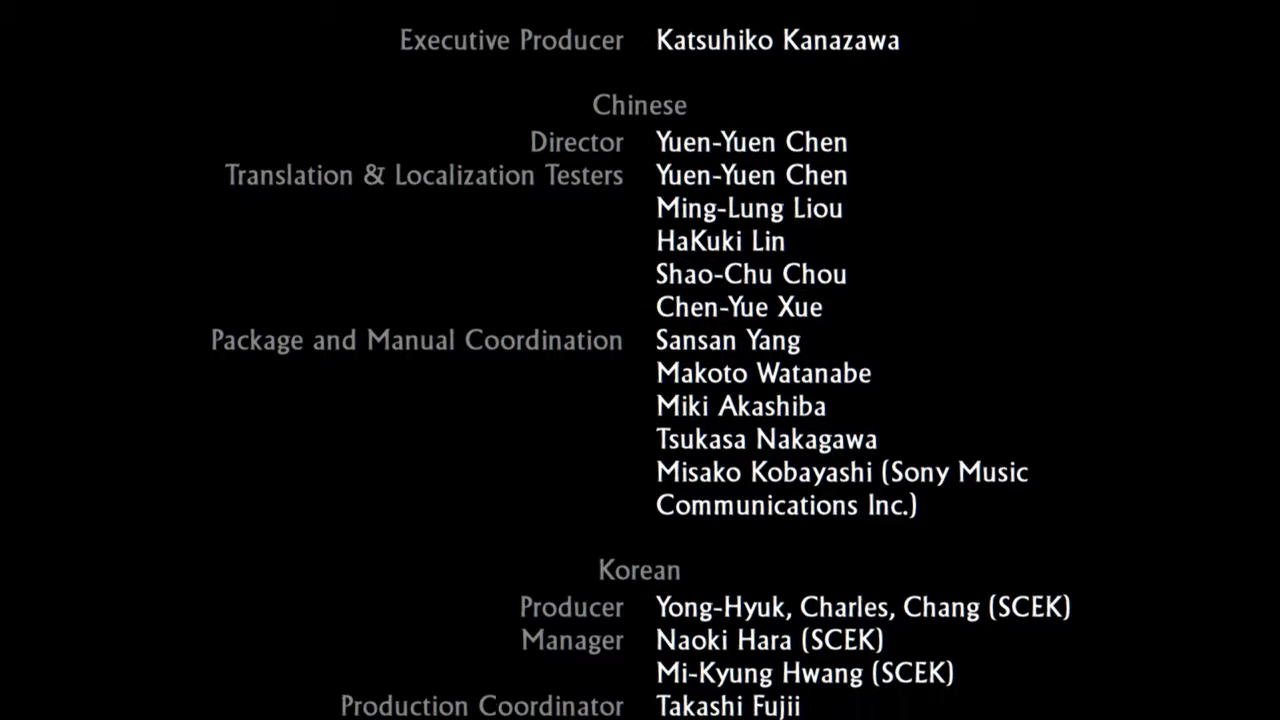 Executive Producer Katsuhiko Kanazawa
Chinese
Director Yuen-Yuen Chen
Translation & Localization Testers Yuen-Yuen Chen
Ming-Lung Liou
HaKuki Lin
Shao-Chu Chou
Chen-Yue Xue
Package and Manual Coordination Sansan Yang
Makoto Watanabe
Miki Akashiba
Tsukasa Nakagawa
Misako Kobayashi (Sony Music
Communications Inc.)
Korean
Producer Yong-Hyuk, Charles, Chang (SCEK)
Manager Naoki Hara (SCEK)
Mi-Kyung Hwang (SCEK)
Production Coordinator Takashi Fujii